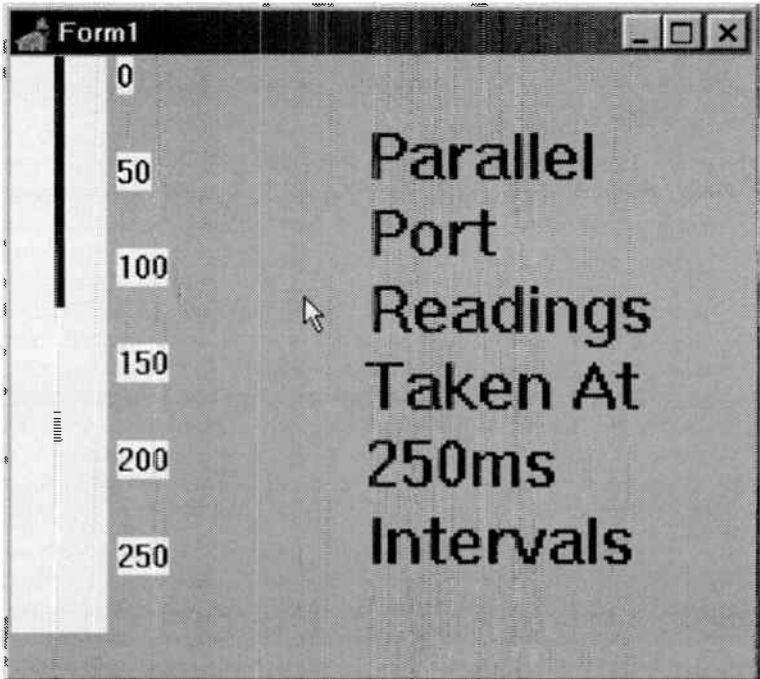 Form1
0
50
100
150
200
250
Parallel
Port
Readings
Taken At
250ms
Intervals